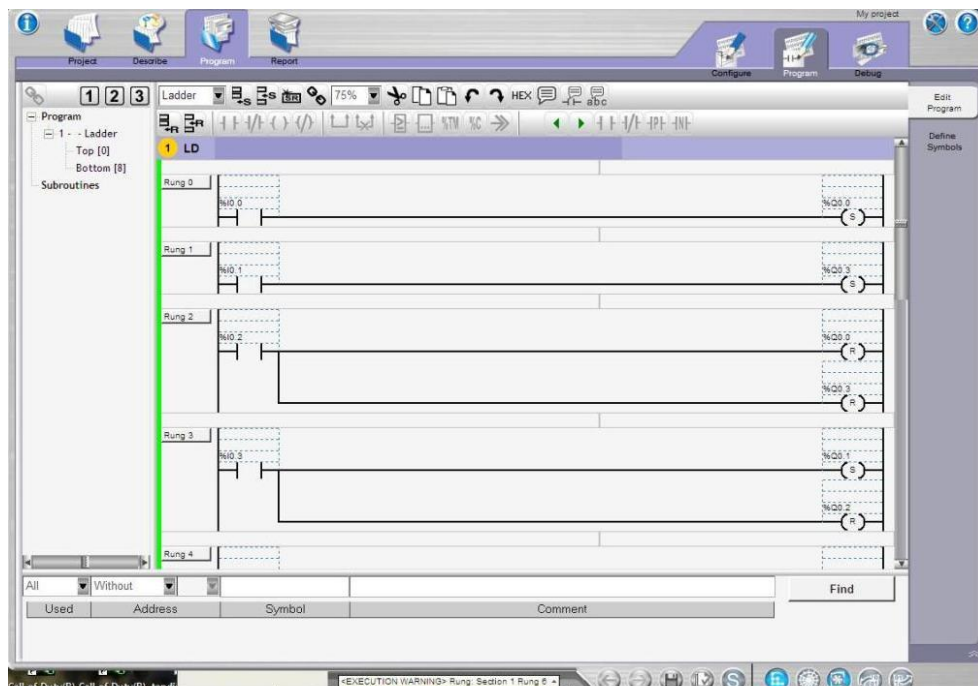 My project
Project
Describe
Program
Report
Configure
Program
Debug
1 2 3
Ladder
75%
HEX
abc
Edit
Program
Define
Symbols
Program
1 - - Ladder
Top [0]
Bottom [8]
Subroutines
%TM %C
1 LD
Rung 0
%I0.0
%Q0.0
S
Rung 1
%I0.1
%Q0.3
S
Rung 2
%I0.2
%Q0.0
R
%Q0.3
R
Rung 3
%I0.3
%Q0.1
S
%Q0.2
R
Rung 4
All
Without
Find
Used
Address
Symbol
Comment
<EXECUTION WARNING> Rung: Section 1 Rung 6